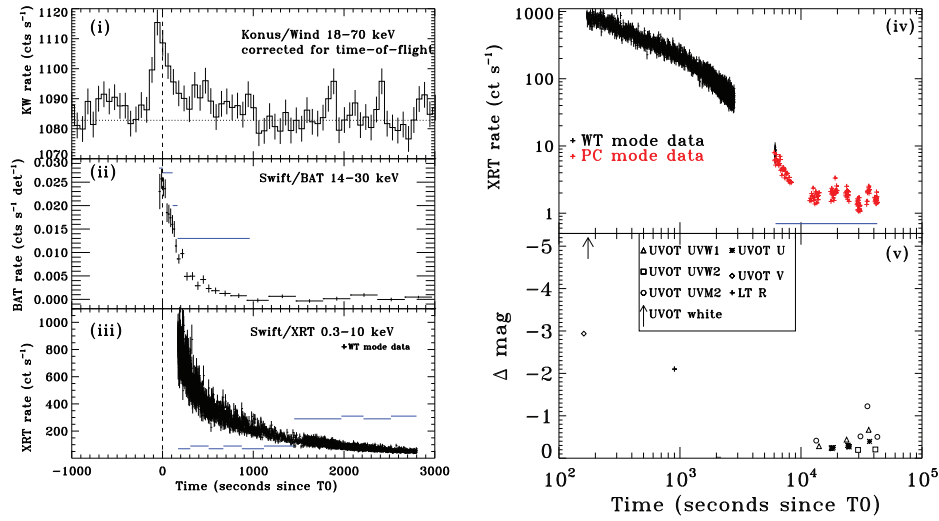 (i)
Konus/Wind 18-70 keV
corrected for time-of-flight
KW rate (cts s⁻¹)
1120
1110
1100
1090
1080
1070
(ii)
Swift/BAT 14-30 keV
BAT rate (cts s⁻¹ det⁻¹)
0.030
0.025
0.020
0.015
0.010
0.005
0.000
(iii)
Swift/XRT 0.3-10 keV
+WT mode data
XRT rate (ct s⁻¹)
1000
800
600
400
200
-1000
0
1000
2000
3000
Time (seconds since T0)
(iv)
XRT rate (ct s⁻¹)
1000
100
10
1
+ WT mode data
+ PC mode data
(v)
Δ mag
-5
-4
-3
-2
-1
0
UVOT UVW1
UVOT UVW2
UVOT UVM2
UVOT white
UVOT U
UVOT V
LT R
10²
10³
10⁴
10⁵
Time (seconds since T0)